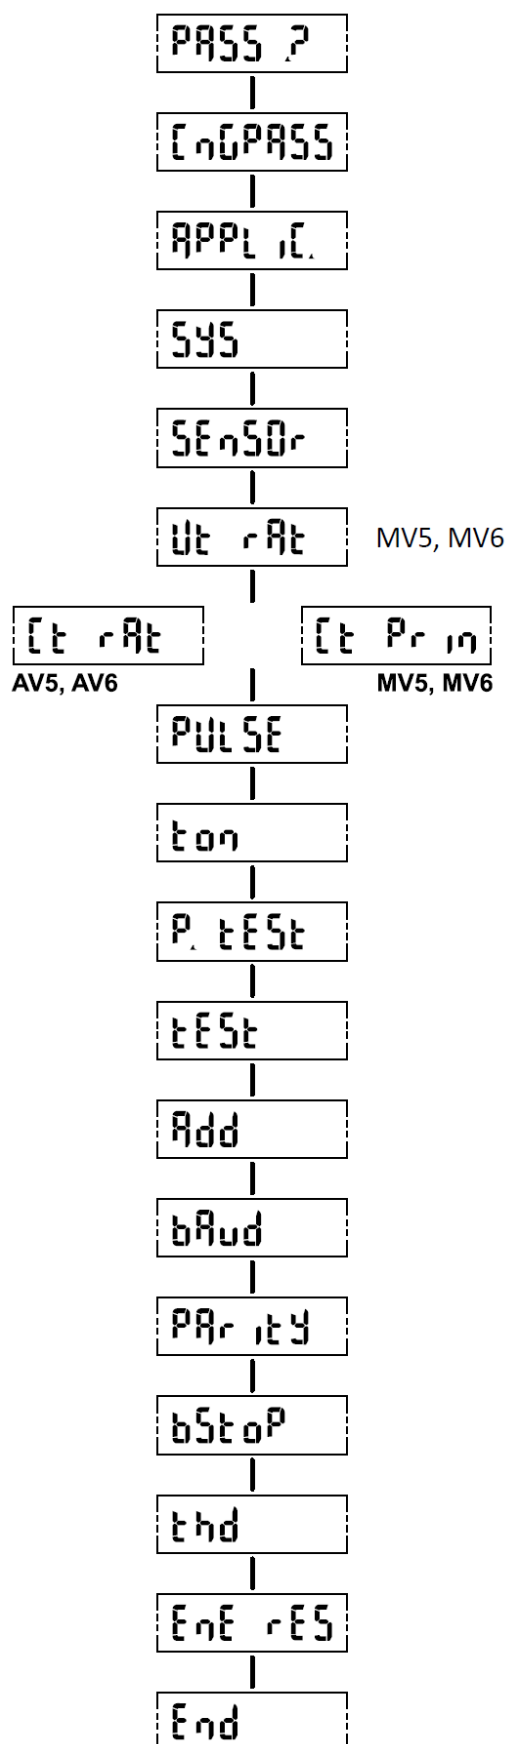 PASS ?
CnGPASS
APPLiC.
SYS
SEnSOr
Ut rAt MV5, MV6
Ct rAt Ct Prin
AV5, AV6 MV5, MV6
PULSE
ton
P. tESt
tESt
Add
bAud
PAritY
bStoP
thd
EnE rES
End